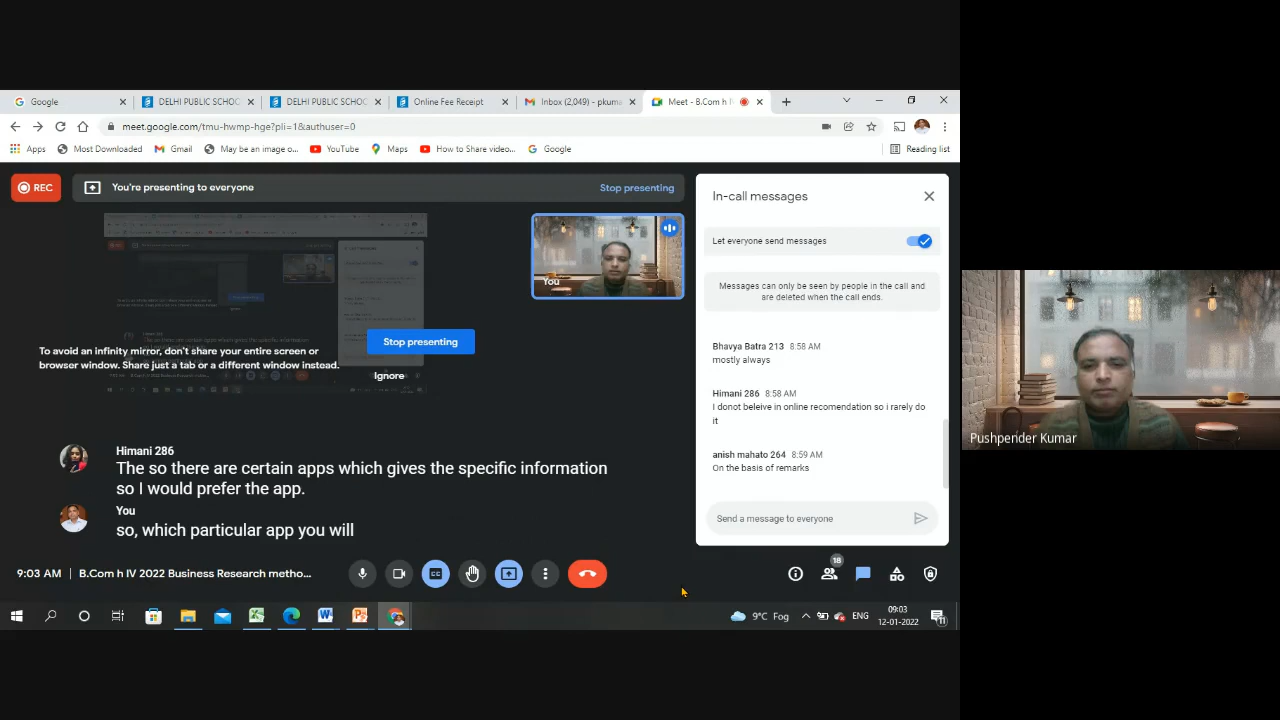 Google
DELHI PUBLIC SCHOO
DELHI PUBLIC SCHOO
Online Fee Receipt
Inbox (2,049) - pkuma
Meet - B.Com h IV
meet.google.com/tmu-hwmp-hge?pli=1&authuser=0
Apps
Most Downloaded
Gmail
May be an image o...
YouTube
Maps
How to Share video...
Google
Reading list
REC
You're presenting to everyone
Stop presenting
You
Stop presenting
To avoid an infinity mirror, don't share your entire screen or
browser window. Share just a tab or a different window instead.
Ignore
Himani 286
The so there are certain apps which gives the specific information
so I would prefer the app.
You
so, which particular app you will
In-call messages
Let everyone send messages
Messages can only be seen by people in the call and
are deleted when the call ends.
Bhavya Batra 213 8:58 AM
mostly always
Himani 286 8:58 AM
I donot beleive in online recomendation so i rarely do
it
anish mahato 264 8:59 AM
On the basis of remarks
Send a message to everyone
9:03 AM | B.Com h IV 2022 Business Research metho...
CC
18
9°C Fog
ENG
09:03
12-01-2022
11
Pushpender Kumar